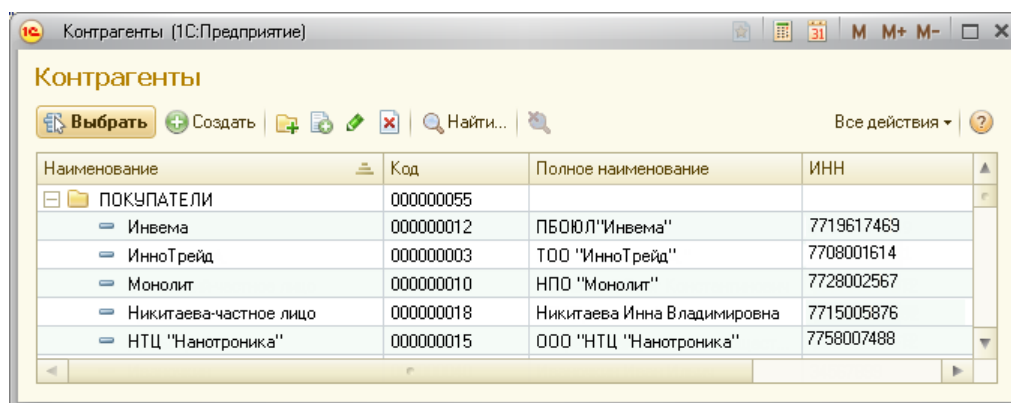 1С Контрагенты (1С:Предприятие) 31 M M+ M-
Контрагенты
Выбрать Создать Найти... Все действия ?
Наименование Код Полное наименование ИНН
ПОКУПАТЕЛИ 000000055
Инвема 000000012 ПБОЮЛ"Инвема" 7719617469
ИнноТрейд 000000003 ТОО "ИнноТрейд" 7708001614
Монолит 000000010 НПО "Монолит" 7728002567
Никитаева-частное лицо 000000018 Никитаева Инна Владимировна 7715005876
НТЦ "Нанотроника" 000000015 ООО "НТЦ "Нанотроника" 7758007488